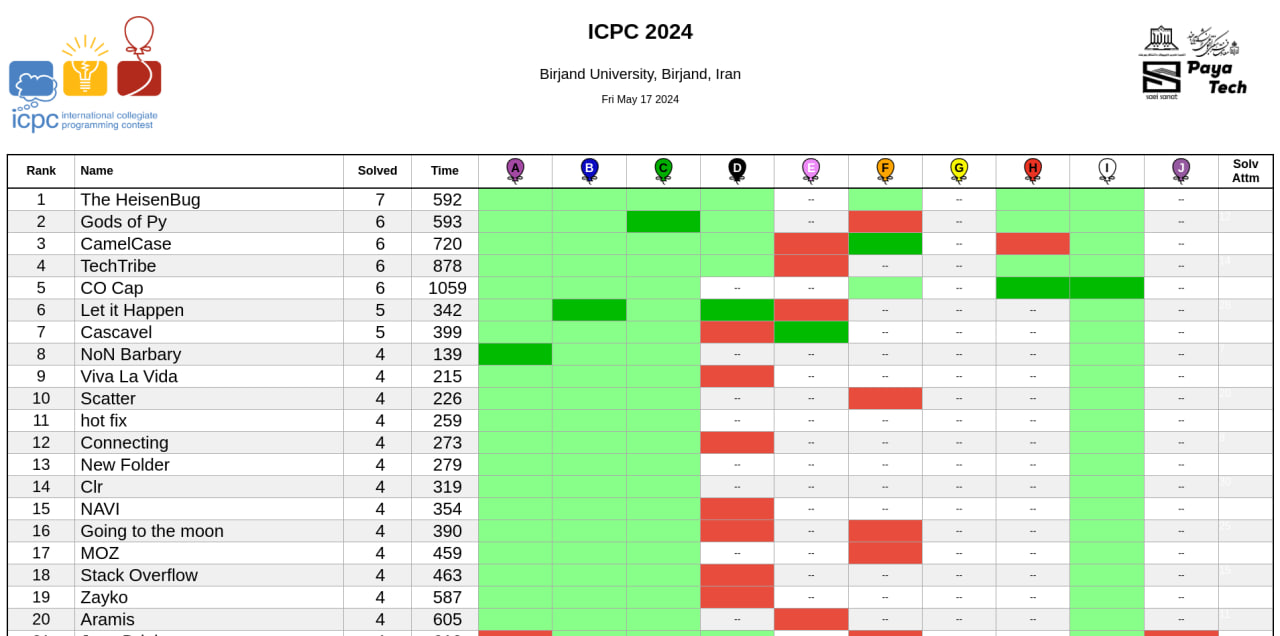 ICPC 2024
Birjand University, Birjand, Iran
Fri May 17 2024
icpc international collegiate
programming contest
Paya
Tech
saei sanat
Rank Name Solved Time A B C D E F G H I J Solv
Attm
1 The HeisenBug 7 592 -- -- --
2 Gods of Py 6 593 -- -- --
3 CamelCase 6 720 -- --
4 TechTribe 6 878 -- -- --
5 CO Cap 6 1059 -- -- -- --
6 Let it Happen 5 342 -- -- -- --
7 Cascavel 5 399 -- -- -- --
8 NoN Barbary 4 139 -- -- -- -- -- --
9 Viva La Vida 4 215 -- -- -- -- --
10 Scatter 4 226 -- -- -- -- --
11 hot fix 4 259 -- -- -- -- -- --
12 Connecting 4 273 -- -- -- -- --
13 New Folder 4 279 -- -- -- -- -- --
14 Clr 4 319 -- -- -- -- -- --
15 NAVI 4 354 -- -- -- -- --
16 Going to the moon 4 390 -- -- -- --
17 MOZ 4 459 -- -- -- -- --
18 Stack Overflow 4 463 -- -- -- -- --
19 Zayko 4 587 -- -- -- -- --
20 Aramis 4 605 -- -- -- -- --